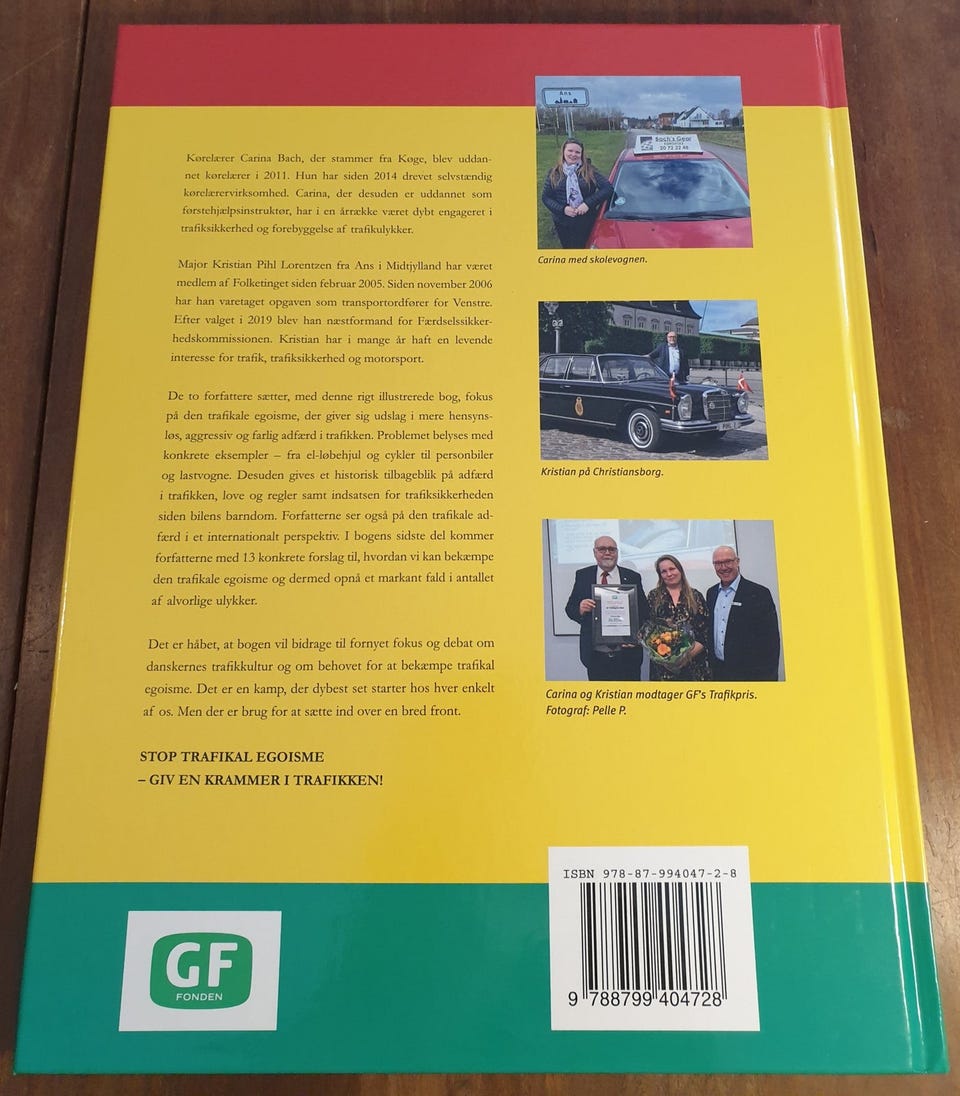 Kørelærer Carina Bach, der stammer fra Køge, blev uddan-
net kørelærer i 2011. Hun har siden 2014 drevet selvstændig
kørelærervirksomhed. Carina, der desuden er uddannet som
førstehjælpsinstruktør, har i en årrække været dybt engageret i
trafiksikkerhed og forebyggelse af trafikulykker.
Major Kristian Pihl Lorentzen fra Ans i Midtjylland har været
medlem af Folketinget siden februar 2005. Siden november 2006
har han varetaget opgaven som transportordfører for Venstre.
Efter valget i 2019 blev han næstformand for Færdselssikker-
hedskommissionen. Kristian har i mange år haft en levende
interesse for trafik, trafiksikkerhed og motorsport.
De to forfattere sætter, med denne rigt illustrerede bog, fokus
på den trafikale egoisme, der giver sig udslag i mere hensyns-
løs, aggressiv og farlig adfærd i trafikken. Problemet belyses med
konkrete eksempler – fra el-løbehjul og cykler til personbiler
og lastvogne. Desuden gives et historisk tilbageblik på adfærd
i trafikken, love og regler samt indsatsen for trafiksikkerheden
siden bilens barndom. Forfatterne ser også på den trafikale ad-
færd i et internationalt perspektiv. I bogens sidste del kommer
forfatterne med 13 konkrete forslag til, hvordan vi kan bekæmpe
den trafikale egoisme og dermed opnå et markant fald i antallet
af alvorlige ulykker.
Det er håbet, at bogen vil bidrage til fornyet fokus og debat om
danskernes trafikkultur og om behovet for at bekæmpe trafikal
egoisme. Det er en kamp, der dybest set starter hos hver enkelt
af os. Men der er brug for at sætte ind over en bred front.
STOP TRAFIKAL EGOISME
– GIV EN KRAMMER I TRAFIKKEN!
Ans
Bach's Gear
20 72 22 48
Carina med skolevognen.
Kristian på Christiansborg.
Carina og Kristian modtager GF's Trafikpris.
Fotograf: Pelle P.
GF
FONDEN
ISBN 978-87-994047-2-8
9 788799 404728